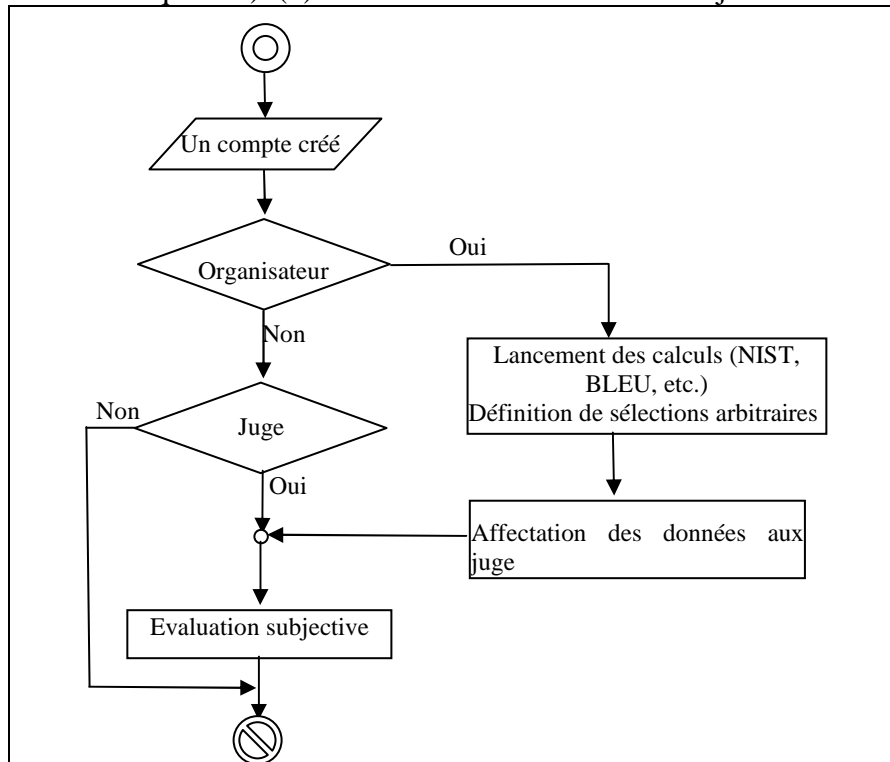 Un compte créé
Oui
Organisateur
Non
Lancement des calculs (NIST,
BLEU, etc.)
Définition de sélections arbitraires
Non
Juge
Oui
Affectation des données aux
juge
Evaluation subjective